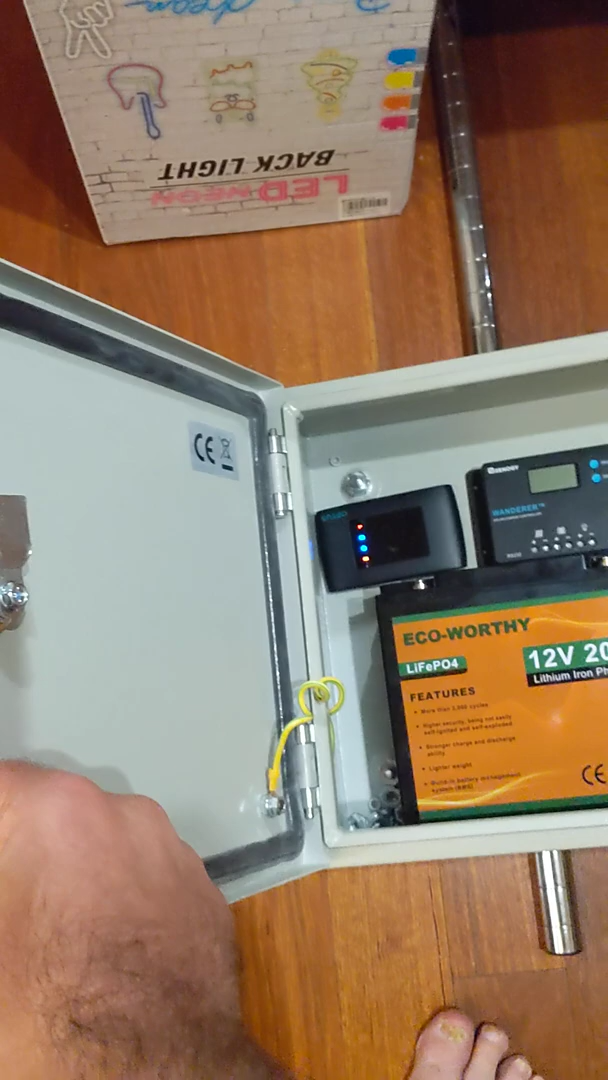 LED NEON
BACK LIGHT
CE
RENOGY
WANDERER
ECO-WORTHY
LiFePO4
12V 20
Lithium Iron Ph
FEATURES
More than 3,000 cycles
Higher security, being not easily
self-ignited and self-exploded
Stronger charge and discharge
ability
Lighter weight
Built-in battery management
system (BMS)
CE